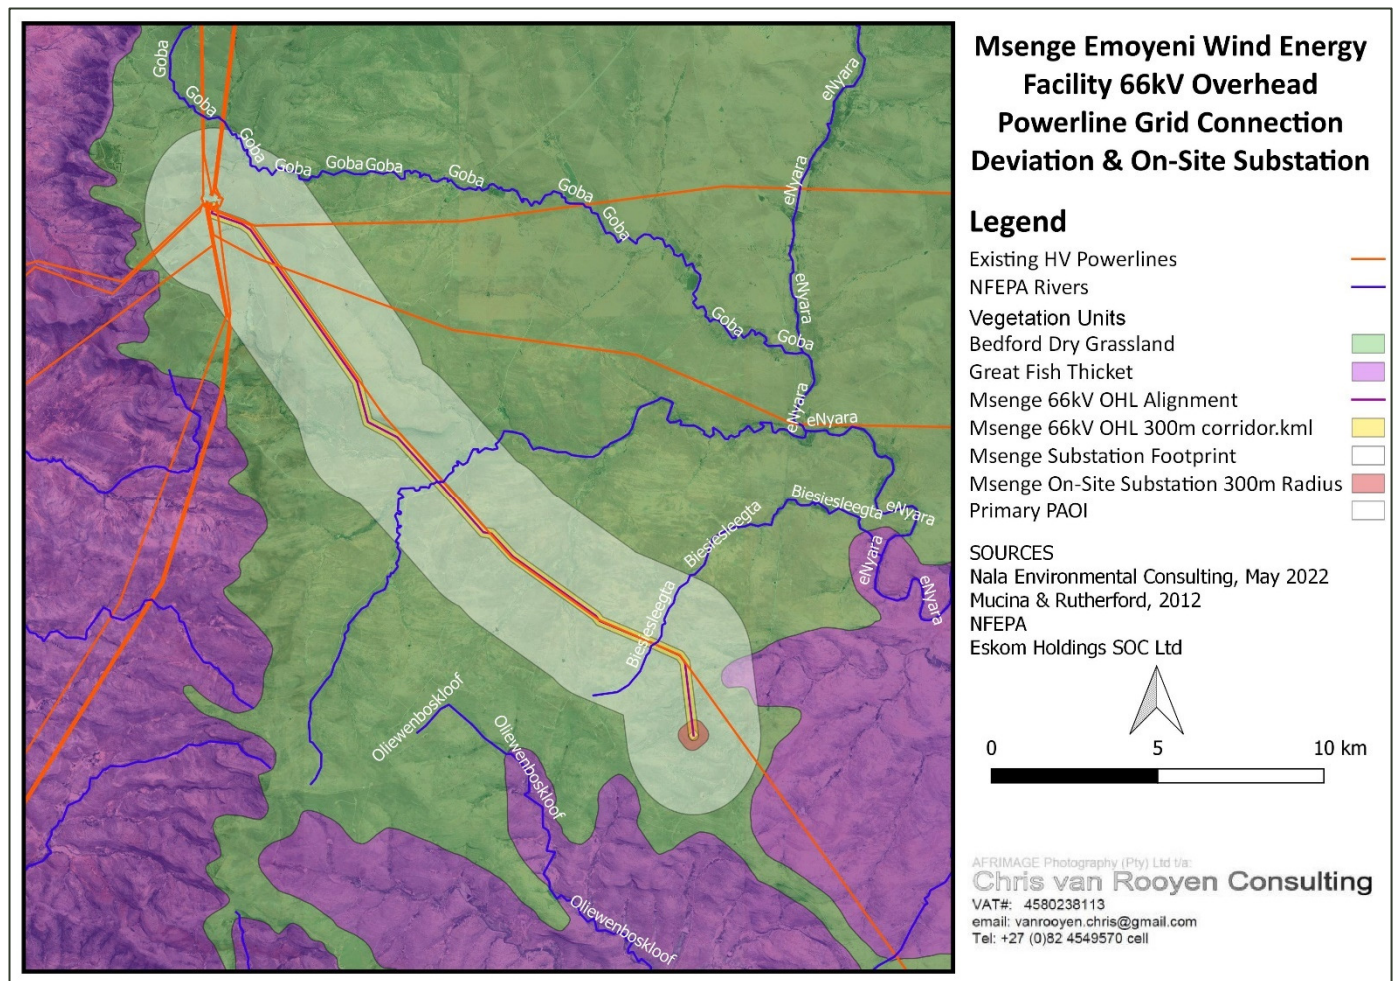 Msenge Emoyeni Wind Energy
Facility 66kV Overhead
Powerline Grid Connection
Deviation & On-Site Substation
Legend
Existing HV Powerlines
NFEPA Rivers
Vegetation Units
Bedford Dry Grassland
Great Fish Thicket
Msenge 66kV OHL Alignment
Msenge 66kV OHL 300m corridor.kml
Msenge Substation Footprint
Msenge On-Site Substation 300m Radius
Primary PAOI
SOURCES
Nala Environmental Consulting, May 2022
Mucina & Rutherford, 2012
NFEPA
Eskom Holdings SOC Ltd
0 5 10 km
AFRIMAGE Photography (Pty) Ltd t/a:
Chris van Rooyen Consulting
VAT#: 4580238113
email: vanrooyen.chris@gmail.com
Tel: +27 (0)82 4549570 cell
Goba
Goba
Goba
Goba
Goba
Goba
Goba
Goba
Goba
Goba
Goba
eNyara
eNyara
eNyara
eNyara
eNyara
eNyara
eNyara
eNyara
Biesiesleegta
Biesiesleegta
Biesiesleegta
Oliewenboskloof
Oliewenboskloof
Oliewenboskloof